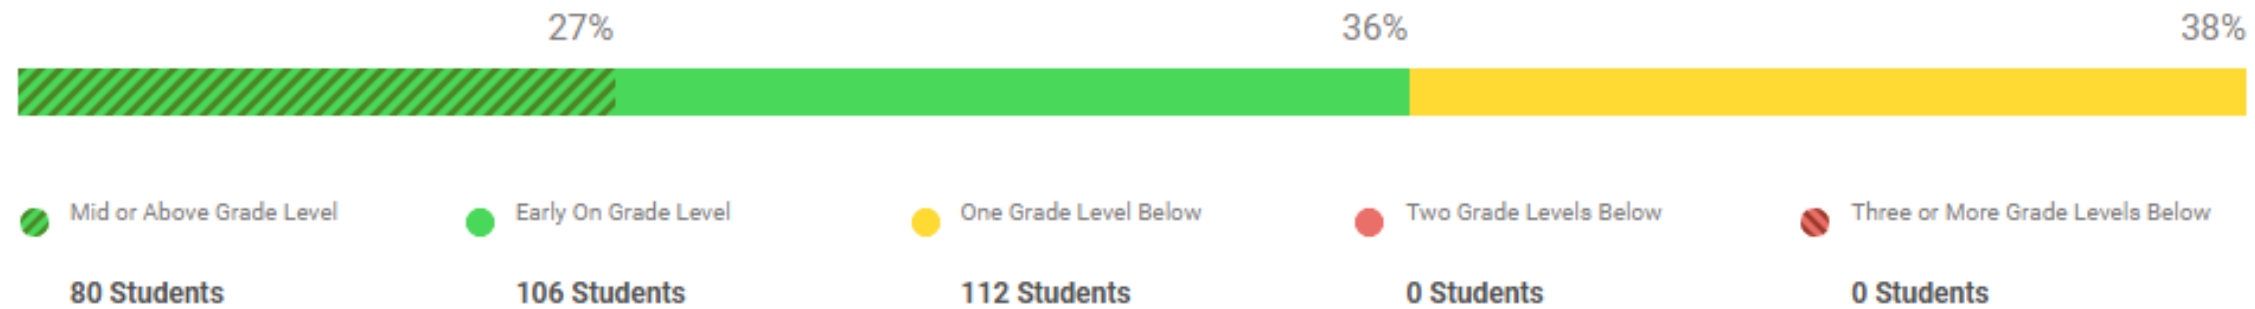 27% 36% 38%
Mid or Above Grade Level Early On Grade Level One Grade Level Below Two Grade Levels Below Three or More Grade Levels Below
80 Students 106 Students 112 Students 0 Students 0 Students